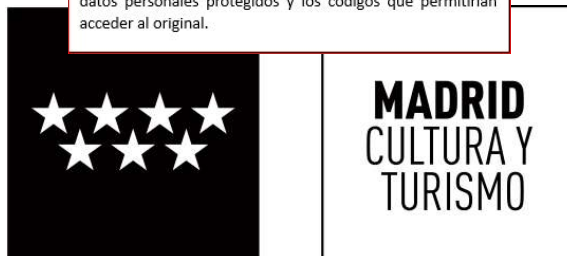 datos personales protegidos y los códigos que permitirían
acceder al original.
MADRID
CULTURA Y
TURISMO